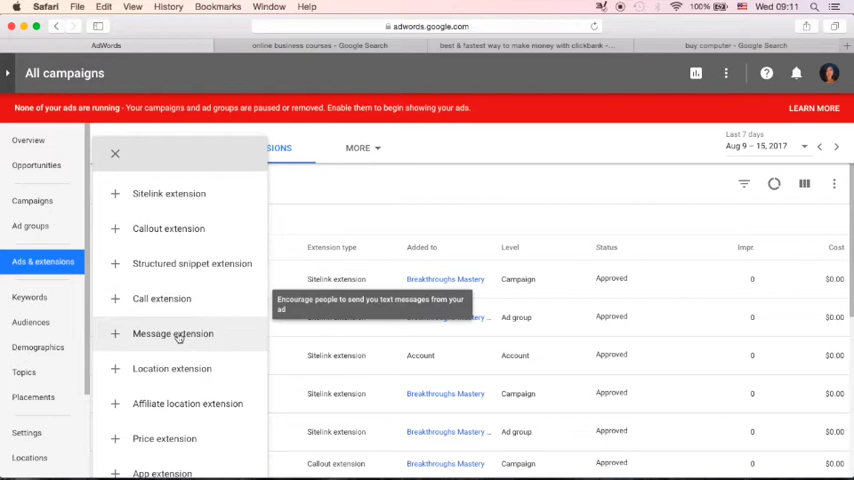 Safari File Edit View History Bookmarks Window Help 100% Wed 09:11
adwords.google.com
AdWords online business courses - Google Search best & fastest way to make money with clickbank -... buy computer - Google Search
All campaigns
None of your ads are running - Your campaigns and ad groups are paused or removed. Enable them to begin showing your ads. LEARN MORE
Overview
Opportunities
Campaigns
Ad groups
Ads & extensions
Keywords
Audiences
Demographics
Topics
Placements
Settings
Locations
Sitelink extension
Callout extension
Structured snippet extension
Call extension
Message extension
Location extension
Affiliate location extension
Price extension
App extension
Encourage people to send you text messages from your
ad
SIONS MORE
Last 7 days
Aug 9 – 15, 2017
Extension type Added to Level Status Impr. Cost
Sitelink extension Breakthroughs Mastery Campaign Approved 0 $0.00
Ad group Approved 0 $0.00
Sitelink extension Account Account Approved 0 $0.00
Sitelink extension Breakthroughs Mastery Campaign Approved 0 $0.00
Sitelink extension Breakthroughs Mastery ... Ad group Approved 0 $0.00
Callout extension Breakthroughs Mastery Campaign Approved 0 $0.00